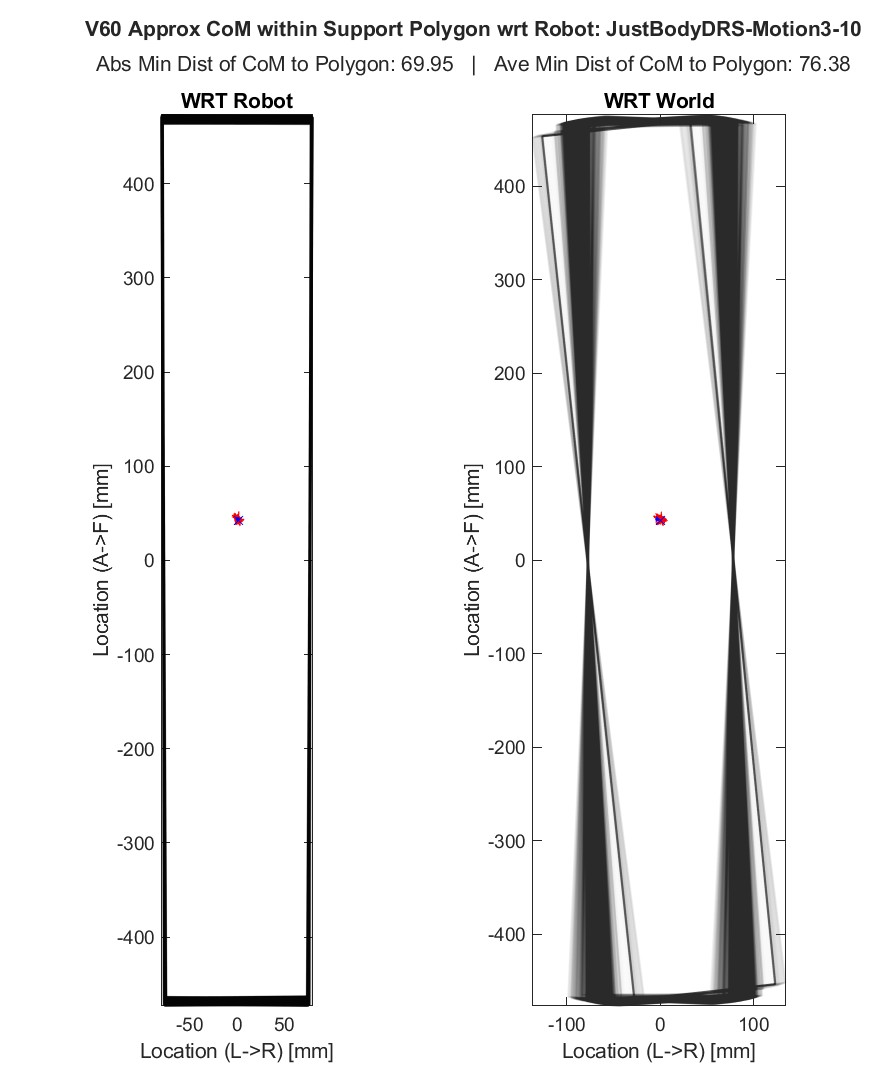 V60 Approx CoM within Support Polygon wrt Robot: JustBodyDRS-Motion3-10
Abs Min Dist of CoM to Polygon: 69.95 | Ave Min Dist of CoM to Polygon: 76.38
WRT Robot
400
300
200
100
0
-100
-200
-300
-400
Location (A->F) [mm]
-50 0 50
Location (L->R) [mm]
WRT World
400
300
200
100
0
-100
-200
-300
-400
Location (A->F) [mm]
-100 0 100
Location (L->R) [mm]